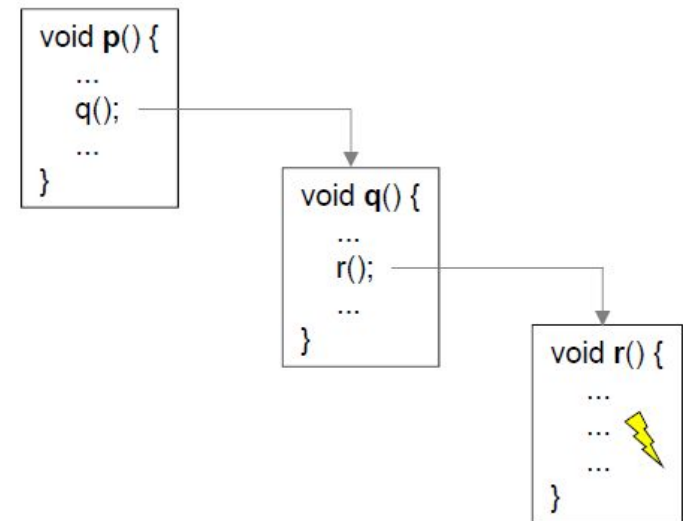 void p() {
...
q();
...
}
void q() {
...
r();
...
}
void r() {
...
...
...
}